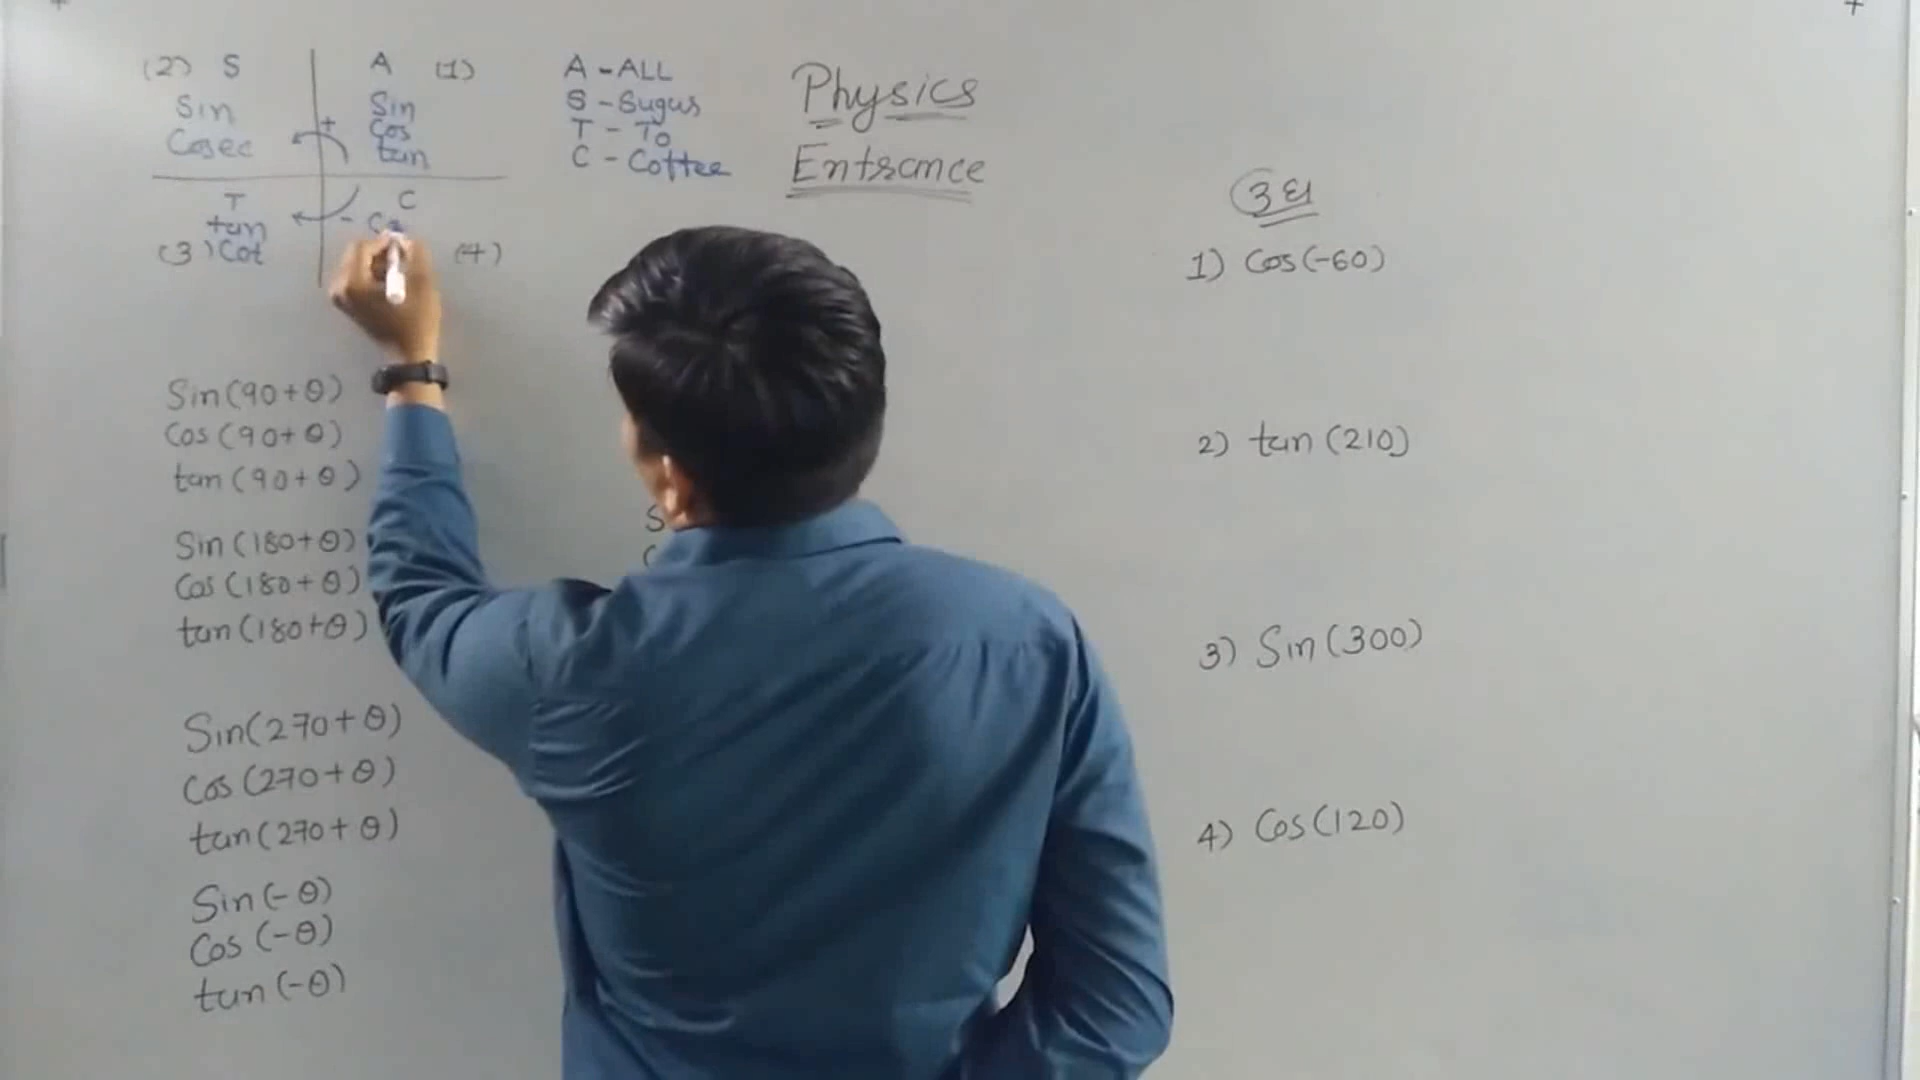 (2) S
Sin
Cosec
A (1)
Sin
Cos
tan
+
T
tan
(3) Cot
C
-
(4)
A - ALL
S - Sugus
T - To
C - Coffee
Physics
Entrance
Sin(90+θ)
Cos(90+θ)
tan(90+θ)
Sin(180+θ)
Cos(180+θ)
tan(180+θ)
Sin(270+θ)
Cos(270+θ)
tan(270+θ)
Sin(-θ)
Cos(-θ)
tan(-θ)
1) Cos(-60)
2) tan(210)
3) Sin(300)
4) Cos(120)